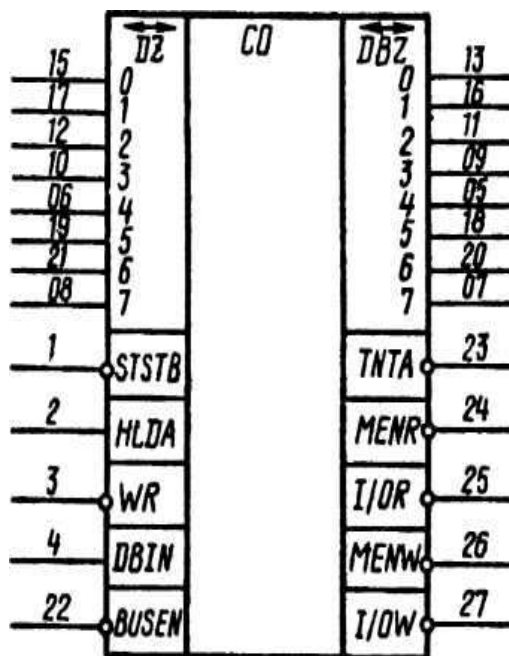 DZ CO DBZ
15 0 0 13
17 1 1 16
12 2 2 11
10 3 3 09
06 4 4 05
19 5 5 18
21 6 6 20
08 7 7 07
1 STSTB TNTA 23
2 HLDA MENR 24
3 WR I/OR 25
4 DBIN MENW 26
22 BUSEN I/OW 27